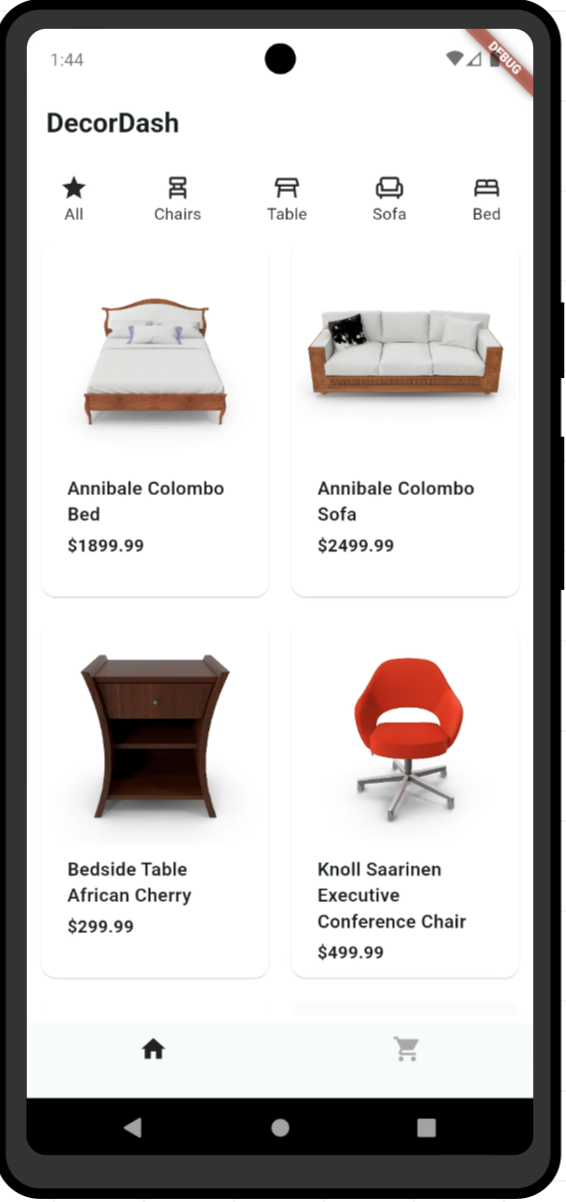 1:44
DEBUG
DecorDash
All
Chairs
Table
Sofa
Bed
Annibale Colombo
Bed
$1899.99
Annibale Colombo
Sofa
$2499.99
Bedside Table
African Cherry
$299.99
Knoll Saarinen
Executive
Conference Chair
$499.99